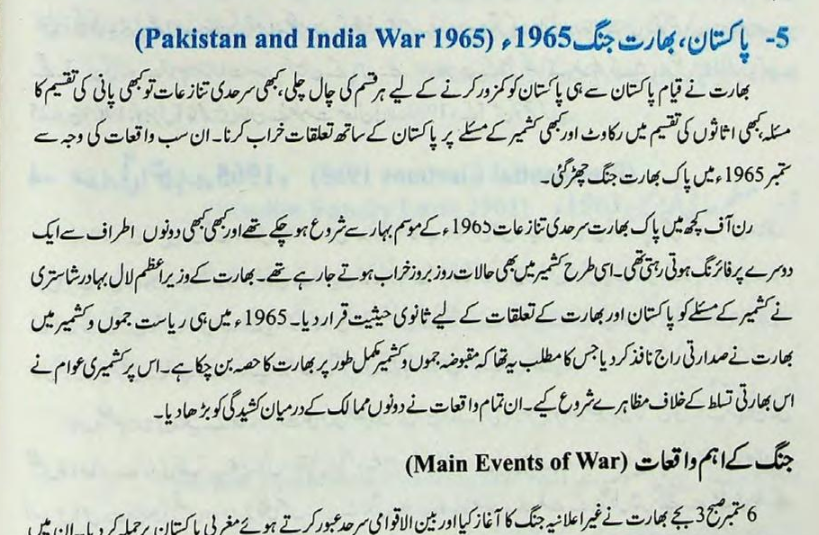 5- پاکستان، بھارت جنگ 1965ء (Pakistan and India War 1965)
بھارت نے قیام پاکستان سے ہی پاکستان کو کمزور کرنے کے لیے ہر قسم کی چال چلی، کبھی سرحدی تنازعات تو کبھی پانی کی تقسیم کا
مسئلہ، کبھی اثاثوں کی تقسیم میں رکاوٹ اور کبھی کشمیر کے مسئلے پر پاکستان کے ساتھ تعلقات خراب کرنا۔ ان سب واقعات کی وجہ سے
ستمبر 1965ء میں پاک بھارت جنگ چھڑ گئی۔
رن آف کچھ میں پاک بھارت سرحدی تنازعات 1965ء کے موسم بہار سے شروع ہو چکے تھے اور کبھی کبھی دونوں اطراف سے ایک
دوسرے پر فائرنگ ہوتی رہتی تھی۔ اسی طرح کشمیر میں بھی حالات روز بروز خراب ہوتے جا رہے تھے۔ بھارت کے وزیر اعظم لال بہادر شاستری
نے کشمیر کے مسئلے کو پاکستان اور بھارت کے تعلقات کے لیے ثانوی حیثیت قرار دیا۔ 1965ء میں ہی ریاست جموں و کشمیر میں
بھارت نے صدارتی راج نافذ کر دیا جس کا مطلب یہ تھا کہ مقبوضہ جموں و کشمیر مکمل طور پر بھارت کا حصہ بن چکا ہے۔ اس پر کشمیری عوام نے
اس بھارتی تسلط کے خلاف مظاہرے شروع کیے۔ ان تمام واقعات نے دونوں ممالک کے درمیان کشیدگی کو بڑھا دیا۔
جنگ کے اہم واقعات (Main Events of War)
6 ستمبر صبح 3 بجے بھارت نے غیر اعلانیہ جنگ کا آغاز کیا اور بین الاقوامی سرحد عبور کرتے ہوئے مغربی پاکستان پر حملہ کر دیا۔ ان میں